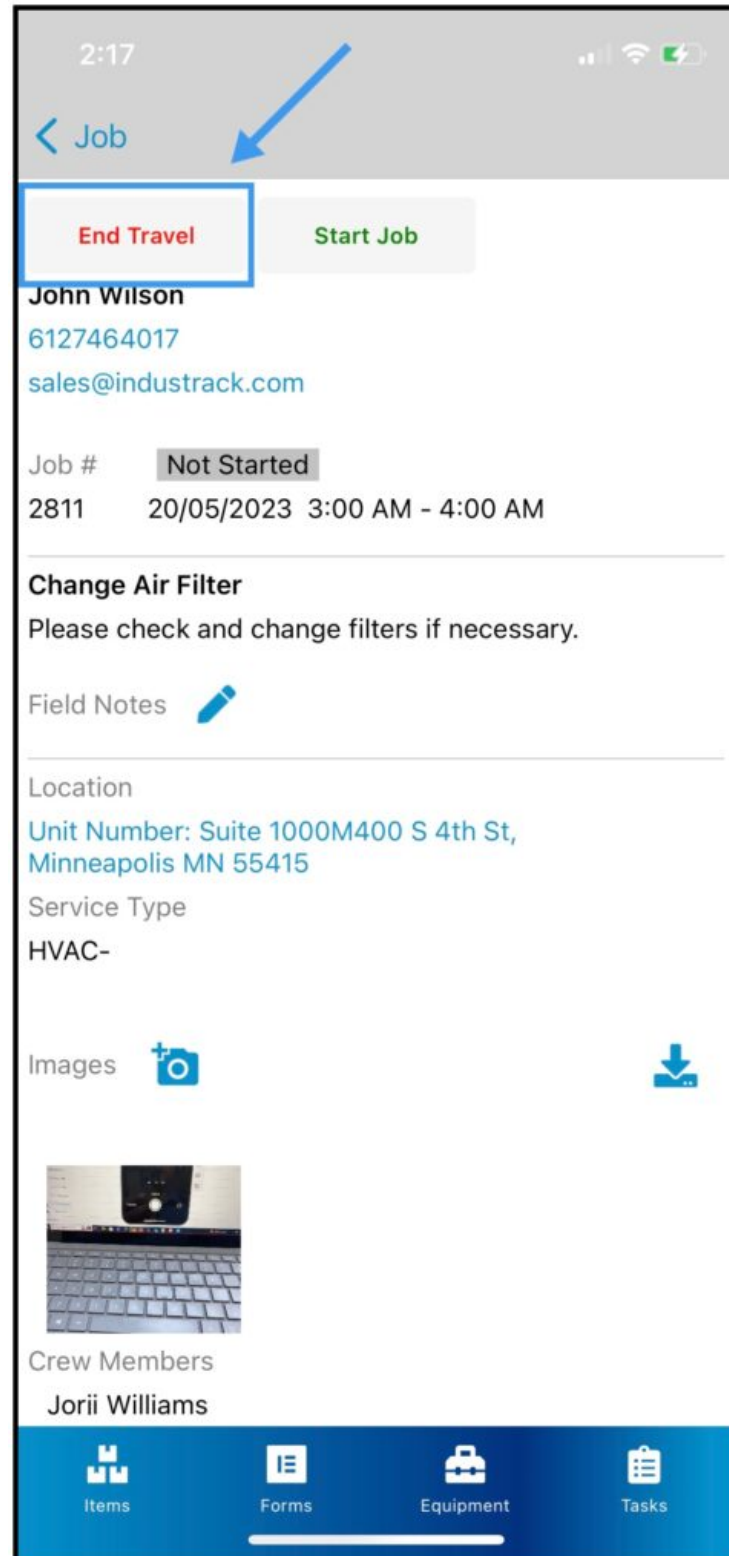 2:17
Job
End Travel Start Job
John Wilson
6127464017
sales@industrack.com
Job # Not Started
2811 20/05/2023 3:00 AM - 4:00 AM
Change Air Filter
Please check and change filters if necessary.
Field Notes
Location
Unit Number: Suite 1000M400 S 4th St,
Minneapolis MN 55415
Service Type
HVAC-
Images
Crew Members
Jorii Williams
Items Forms Equipment Tasks